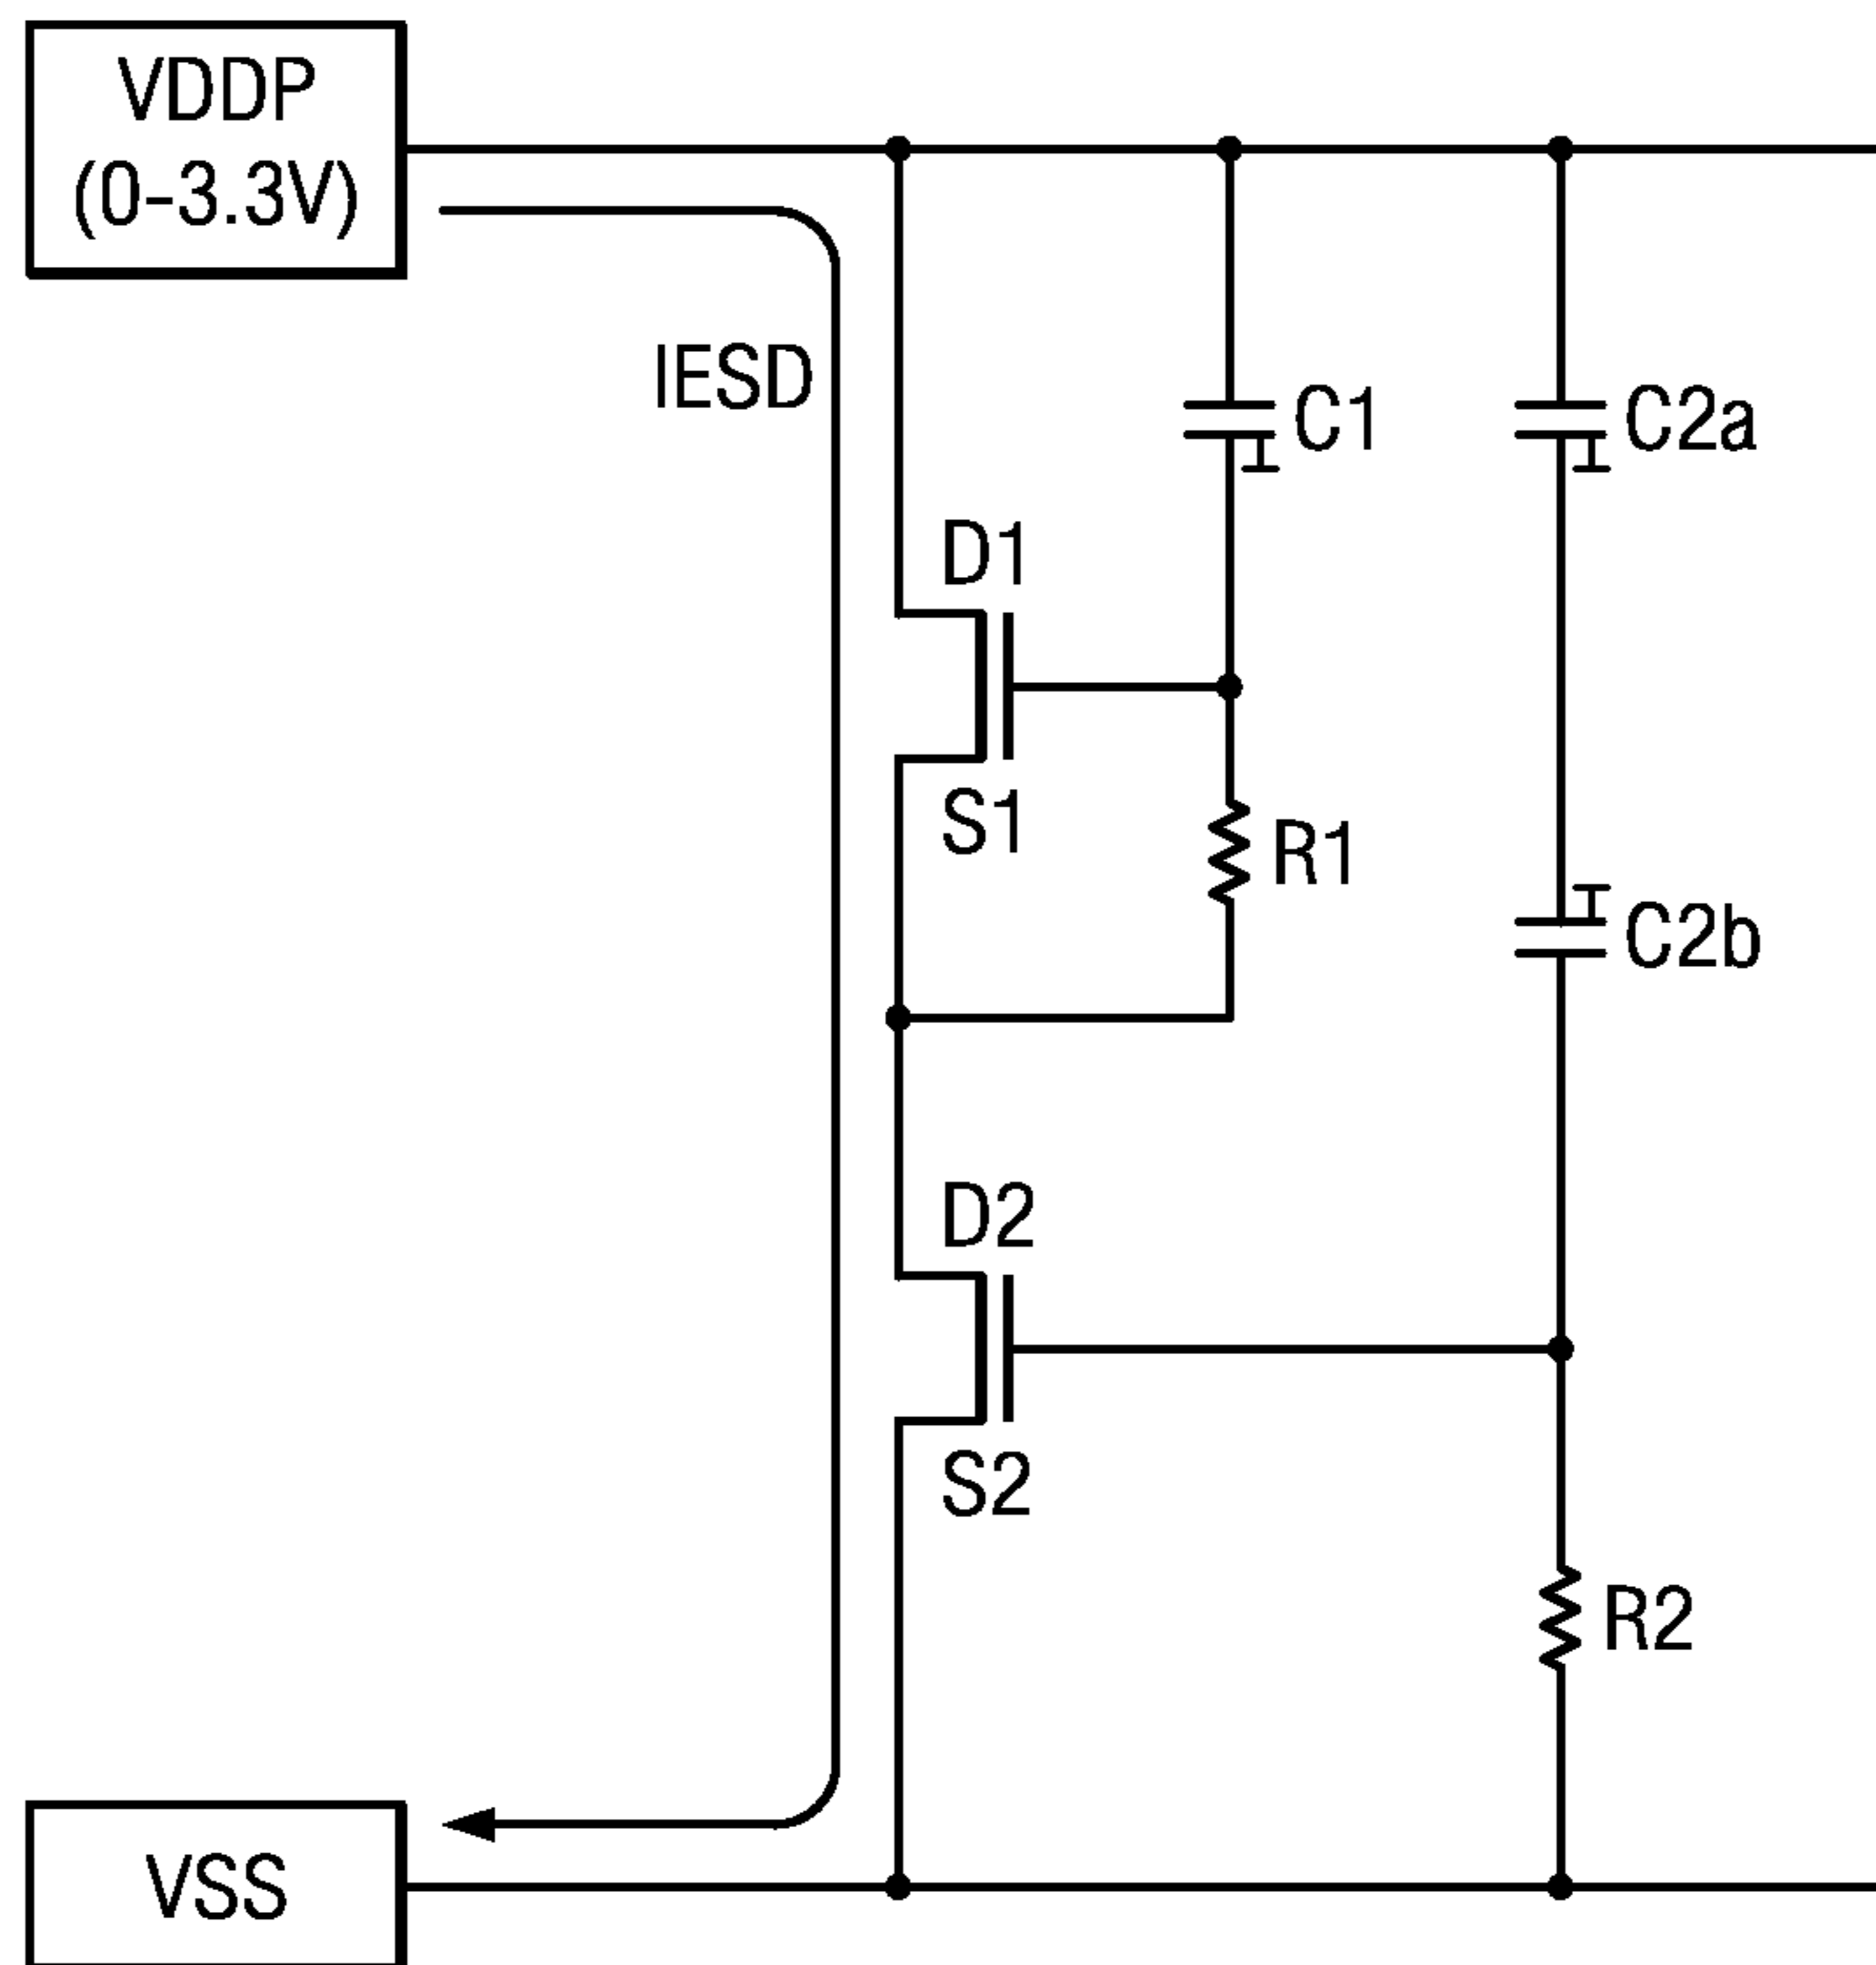 VDDP
(0-3.3V)
IESD
C1
C2a
D1
S1
R1
C2b
D2
S2
R2
VSS